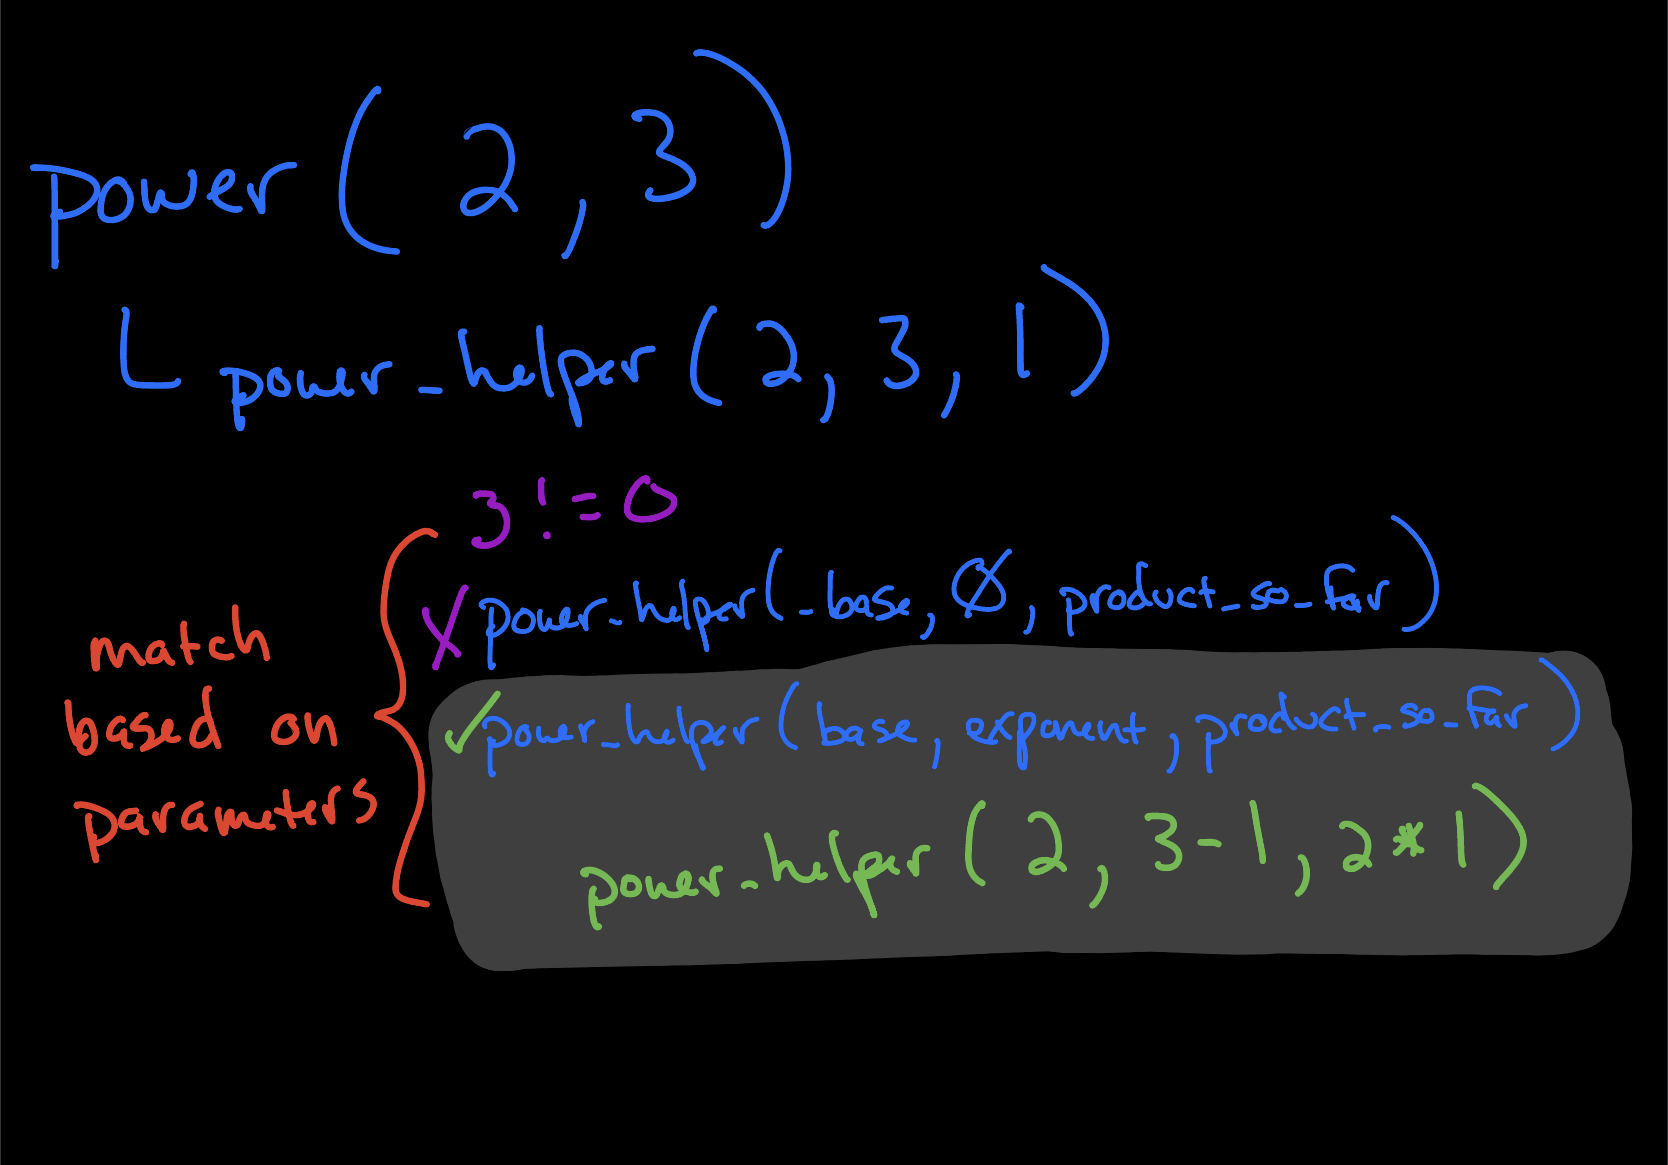 power(2,3)
power_helper(2,3,1)
3!=0
X power_helper(_base, 0, product_so_far)
match
based on
parameters
✓ power_helper(base, exponent, product_so_far)
power_helper(2,3-1,2*1)